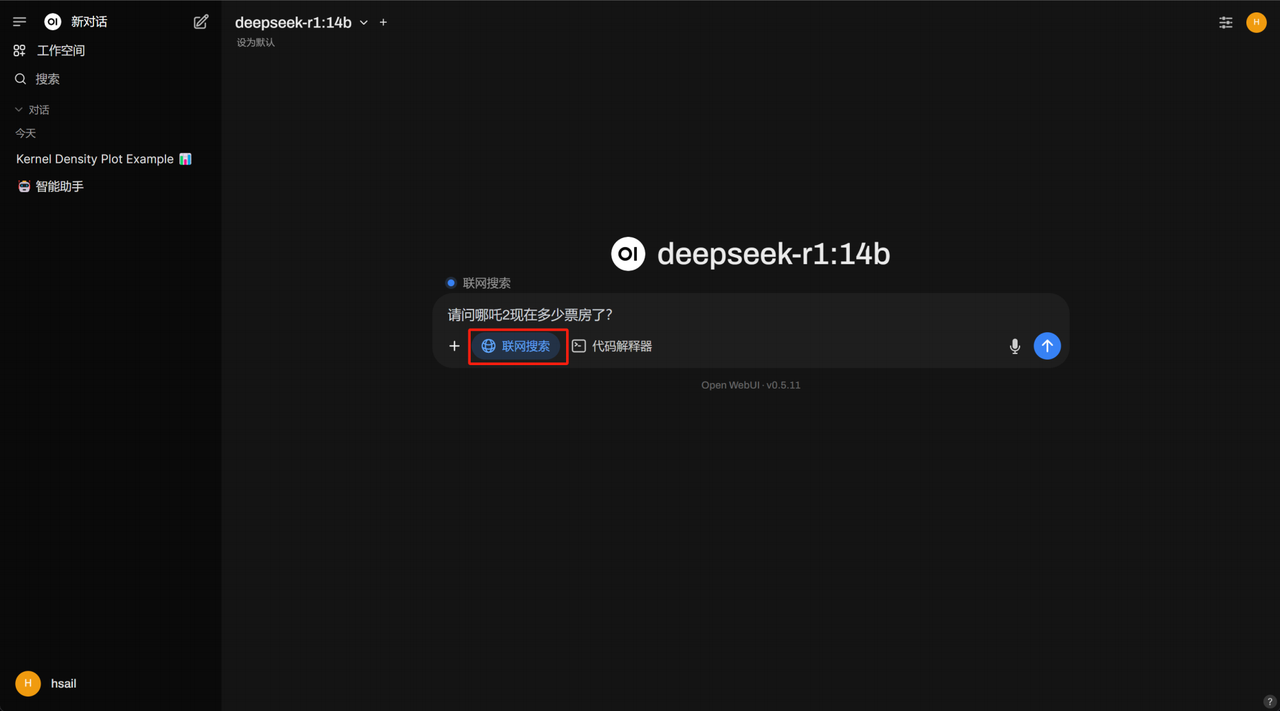 OI 新对话
工作空间
搜索
对话
今天
Kernel Density Plot Example
智能助手
H hsail
deepseek-r1:14b
设为默认
H
OI deepseek-r1:14b
联网搜索
请问哪吒2现在多少票房了?
联网搜索 代码解释器
Open WebUI · v0.5.11
?